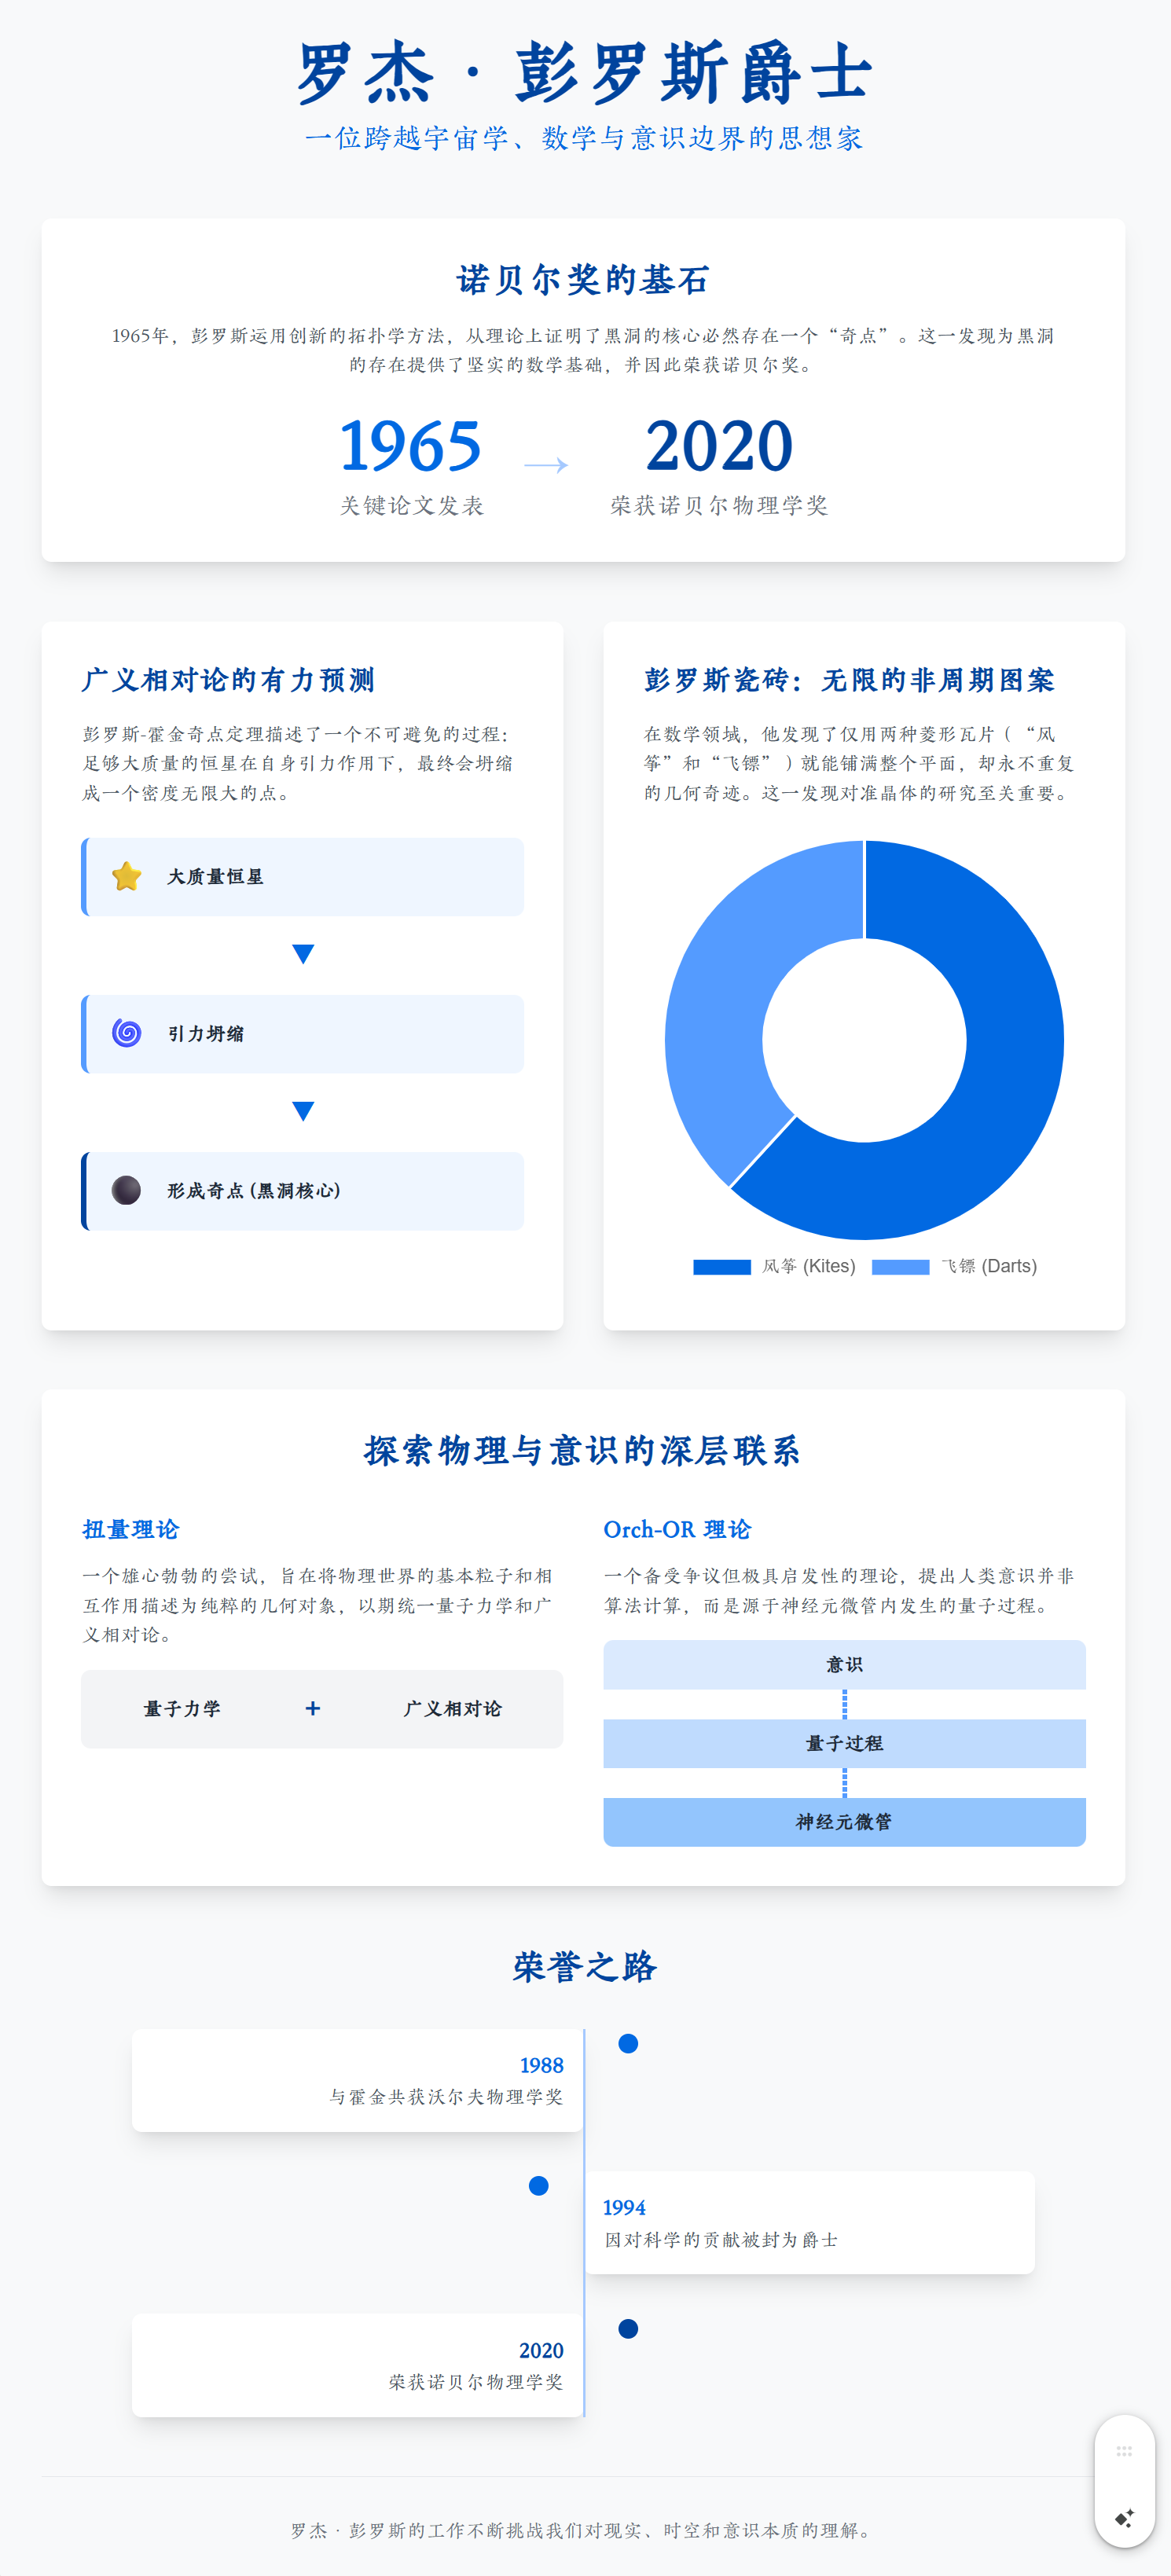 罗杰 · 彭罗斯爵士
一位跨越宇宙学、数学与意识边界的思想家
诺贝尔奖的基石
1965年，彭罗斯运用创新的拓扑学方法，从理论上证明了黑洞的核心必然存在一个“奇点”。这一发现为黑洞
的存在提供了坚实的数学基础，并因此荣获诺贝尔奖。
1965
关键论文发表
→
2020
荣获诺贝尔物理学奖
广义相对论的有力预测
彭罗斯-霍金奇点定理描述了一个不可避免的过程：
足够大质量的恒星在自身引力作用下，最终会坍缩
成一个密度无限大的点。
大质量恒星
▼
引力坍缩
▼
形成奇点 (黑洞核心)
彭罗斯瓷砖：无限的非周期图案
在数学领域，他发现了仅用两种菱形瓦片（“风
筝”和“飞镖”）就能铺满整个平面，却永不重复
的几何奇迹。这一发现对准晶体的研究至关重要。
风筝 (Kites)
飞镖 (Darts)
探索物理与意识的深层联系
扭量理论
一个雄心勃勃的尝试，旨在将物理世界的基本粒子和相
互作用描述为纯粹的几何对象，以期统一量子力学和广
义相对论。
量子力学 + 广义相对论
Orch-OR 理论
一个备受争议但极具启发性的理论，提出人类意识并非
算法计算，而是源于神经元微管内发生的量子过程。
意识
量子过程
神经元微管
荣誉之路
1988
与霍金共获沃尔夫物理学奖
1994
因对科学的贡献被封为爵士
2020
荣获诺贝尔物理学奖
罗杰 · 彭罗斯的工作不断挑战我们对现实、时空和意识本质的理解。